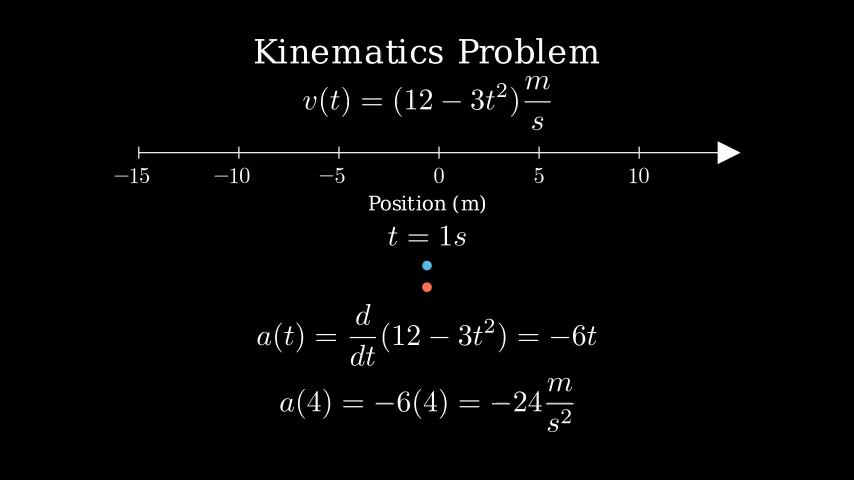 Kinematics Problem
v(t) = (12 − 3t²) m/s
−15 −10 −5 0 5 10
Position (m)
t = 1s
a(t) = d/dt (12 − 3t²) = −6t
a(4) = −6(4) = −24 m/s²